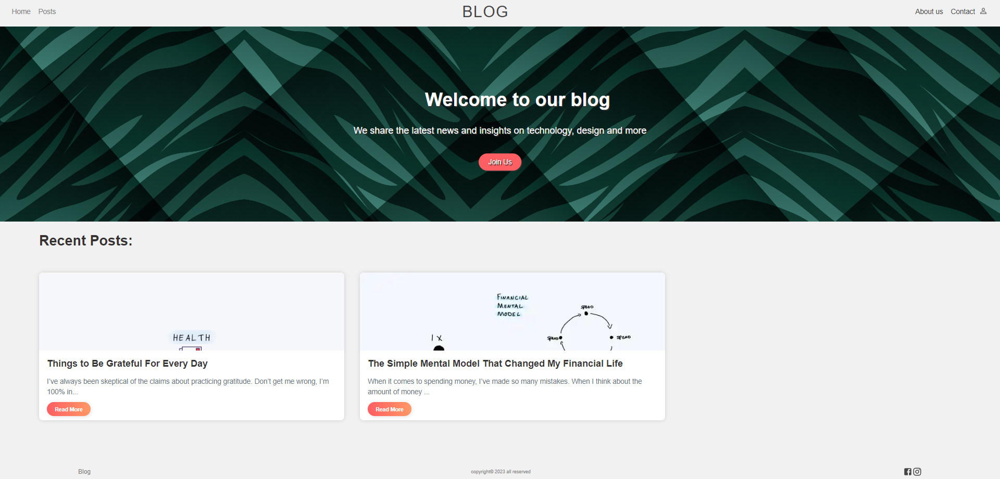 Home Posts BLOG About us Contact
Welcome to our blog
We share the latest news and insights on technology, design and more
Join Us
Recent Posts:
HEALTH
Things to Be Grateful For Every Day
I’ve always been skeptical of the claims about practicing gratitude. Don’t get me wrong, I’m
100% in...
Read More
FINANCIAL
MENTAL
MODEL
SPEND
1 X
SPEND
SPEND
The Simple Mental Model That Changed My Financial Life
When it comes to spending money, I’ve made so many mistakes. When I think about the
amount of money ...
Read More
Blog copyright© 2023 all reserved